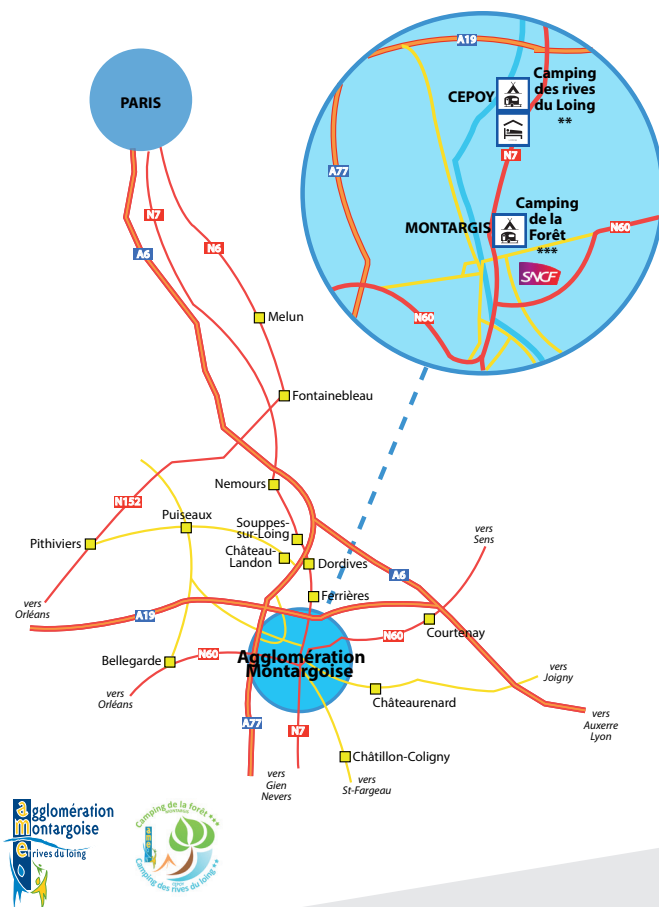 A19
Camping
des rives
du Loing
**
CEPOY
PARIS
N7
A77
N7
Camping
de la
Forêt
***
MONTARGIS
N60
N6
A6
SNCF
N60
Melun
Fontainebleau
Nemours
N152
Puiseaux
Souppes-
sur-Loing
vers
Sens
Pithiviers
Château-
Landon
Dordives
A6
Ferrières
vers
Orléans
A19
Courtenay
N60
N60
Bellegarde
Agglomération
Montargoise
vers
Joigny
vers
Orléans
Châteaurenard
vers
Auxerre
Lyon
A77
N7
Châtillon-Coligny
vers
Gien
Nevers
vers
St-Fargeau
agglomération
montargoise
et rives du loing
Camping de la forêt ***
MONTARGIS
ame
CEPOY
Camping des rives du loing **